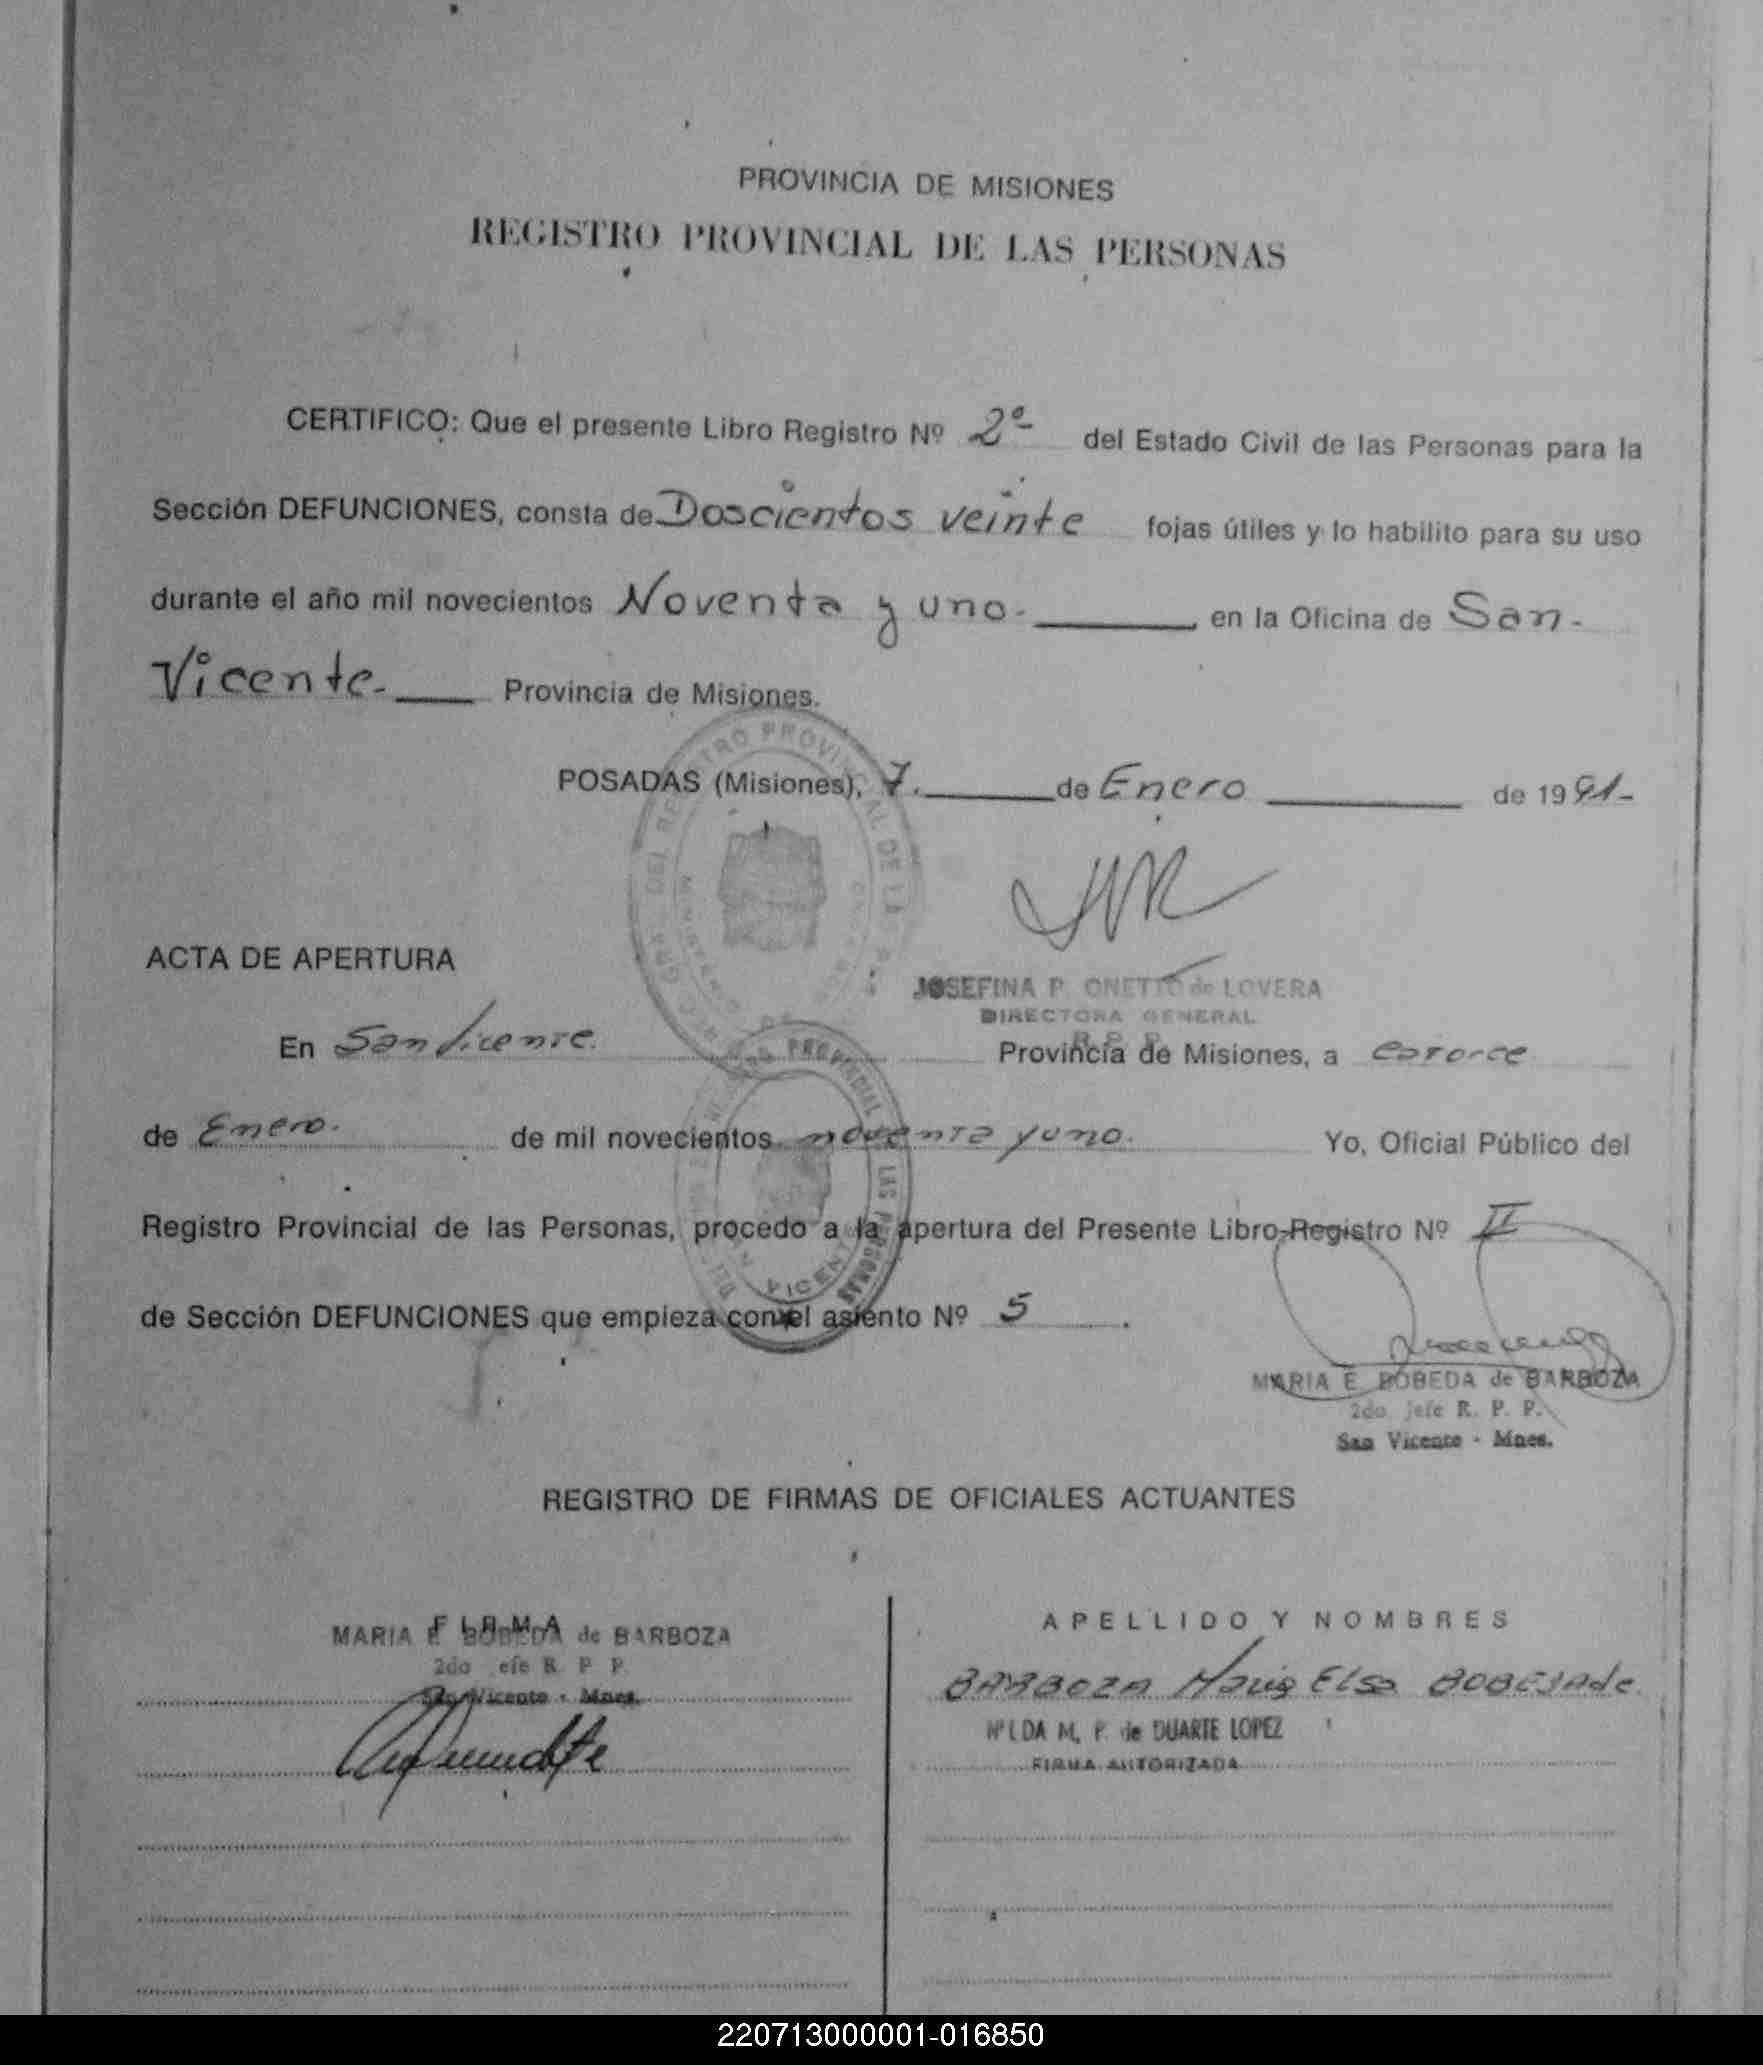 PROVINCIA DE MISIONES
REGISTRO PROVINCIAL DE LAS PERSONAS
CERTIFICO: Que el presente Libro Registro Nº 2º- del Estado Civil de las Personas para la
Sección DEFUNCIONES, consta de Doscientos veinte fojas útiles y lo habilito para su uso
durante el año mil novecientos Noventa y uno. en la Oficina de San-
Vicente- Provincia de Misiones.
POSADAS (Misiones), 7. de Enero de 1991-
JOSEFINA P. ONETTO de LOVERA
DIRECTORA GENERAL
R. P. P.
ACTA DE APERTURA
En San Vicente. Provincia de Misiones, a catorce
de Enero. de mil novecientos noventa y uno. Yo, Oficial Público del
Registro Provincial de las Personas, procedo a la apertura del Presente Libro-Registro Nº II
de Sección DEFUNCIONES que empieza con el asiento Nº 5
MARIA E BOBEDA de BARBOZA
2do jefe R. P. P.
San Vicente - Mnes.
REGISTRO DE FIRMAS DE OFICIALES ACTUANTES
FIRMA
MARIA E BOBEDA de BARBOZA
2do jefe R P P
San Vicente - Mnes.
APELLIDO Y NOMBRES
BARBOZA Maria Elsa BOBEDA de
NILDA M. P. de DUARTE LOPEZ
FIRMA AUTORIZADA
220713000001-016850